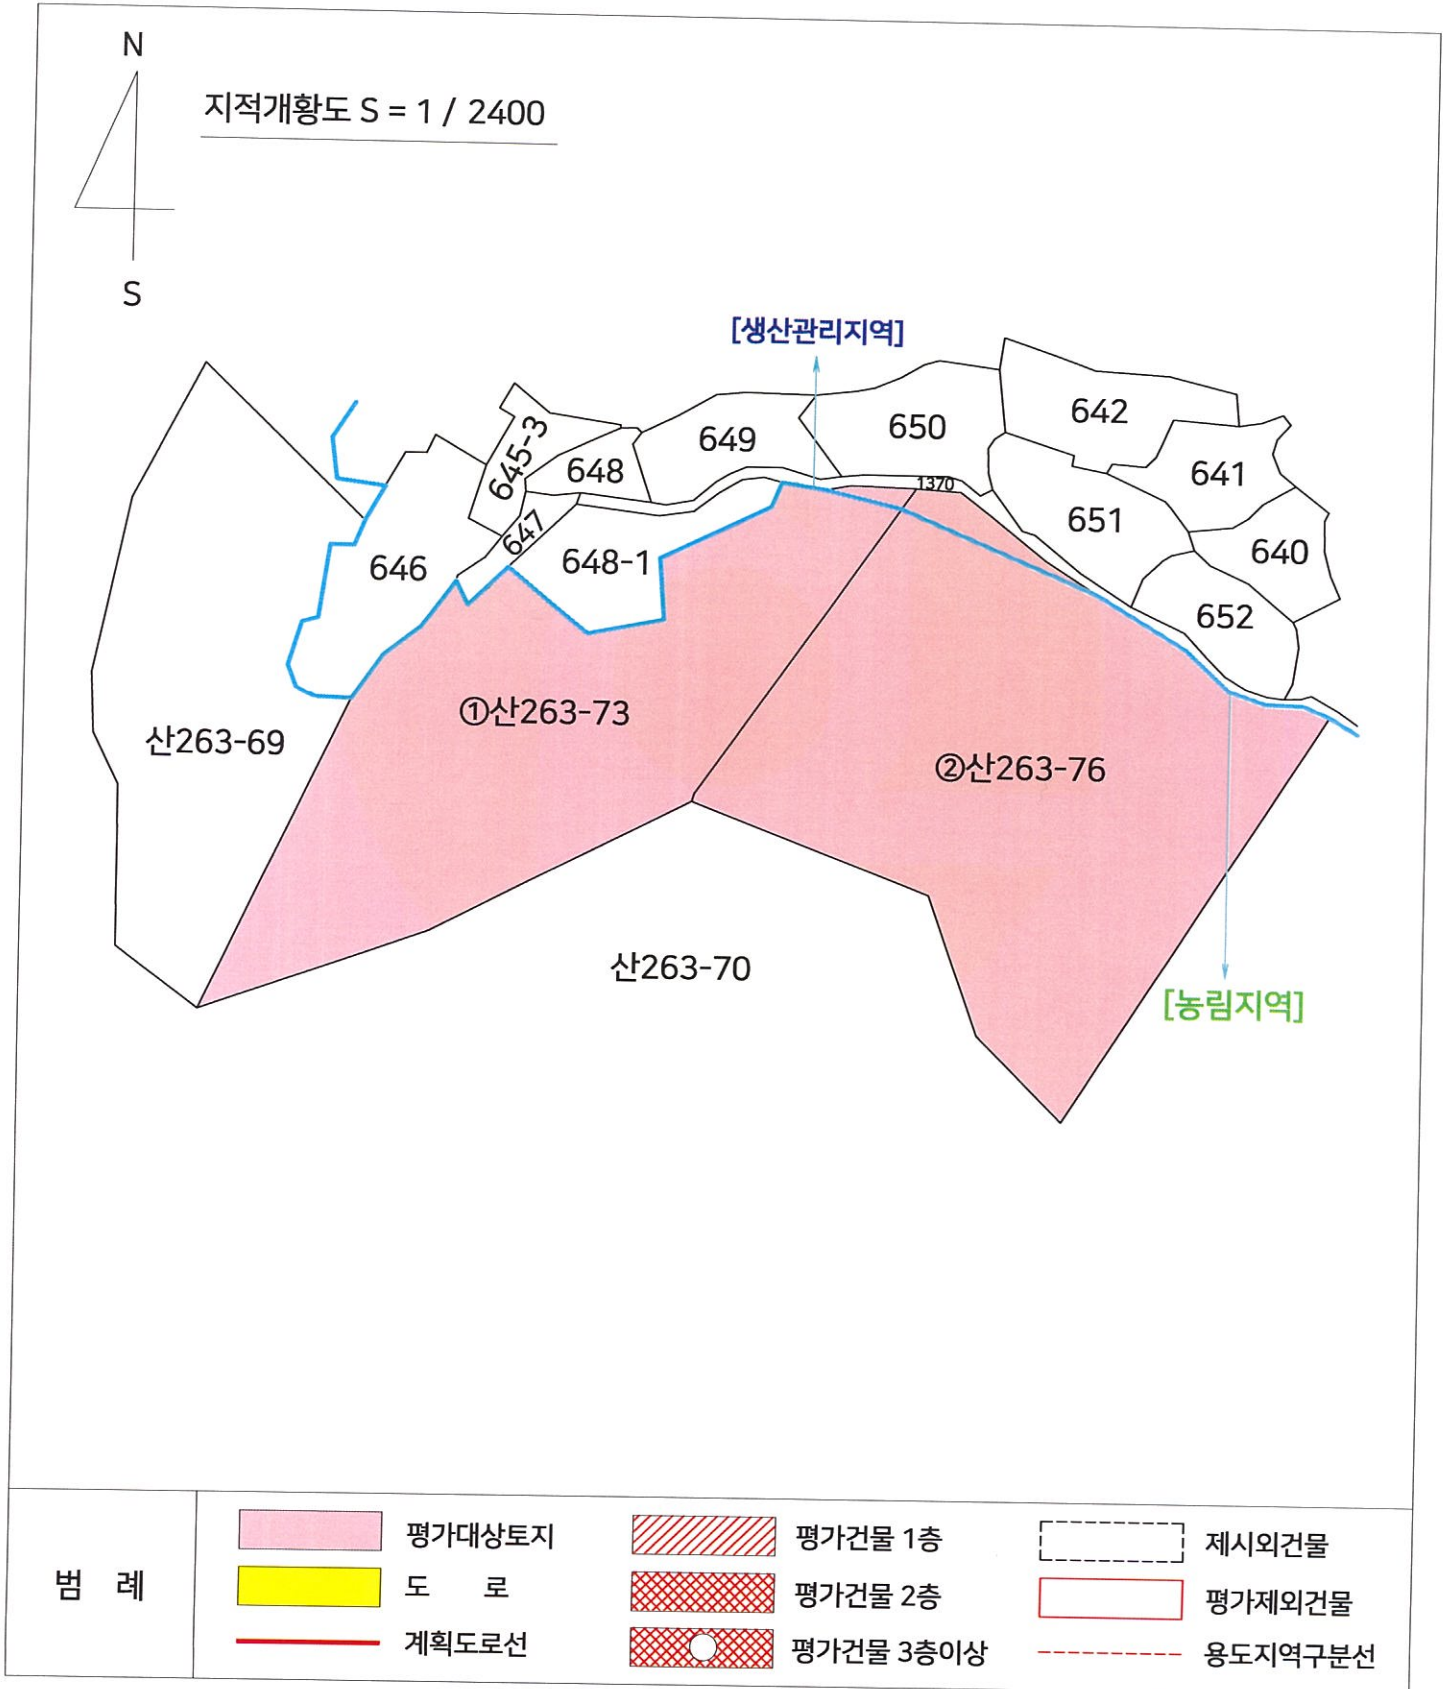 N
지적개황도 S = 1 / 2400
S
[생산관리지역]
642
650
649
645-3
648
641
1370
651
647
640
648-1
646
652
①산263-73
산263-69
②산263-76
산263-70
[농림지역]
범 례
평가대상토지
평가건물 1층
제시외건물
도 로
평가건물 2층
평가제외건물
계획도로선
평가건물 3층이상
용도지역구분선